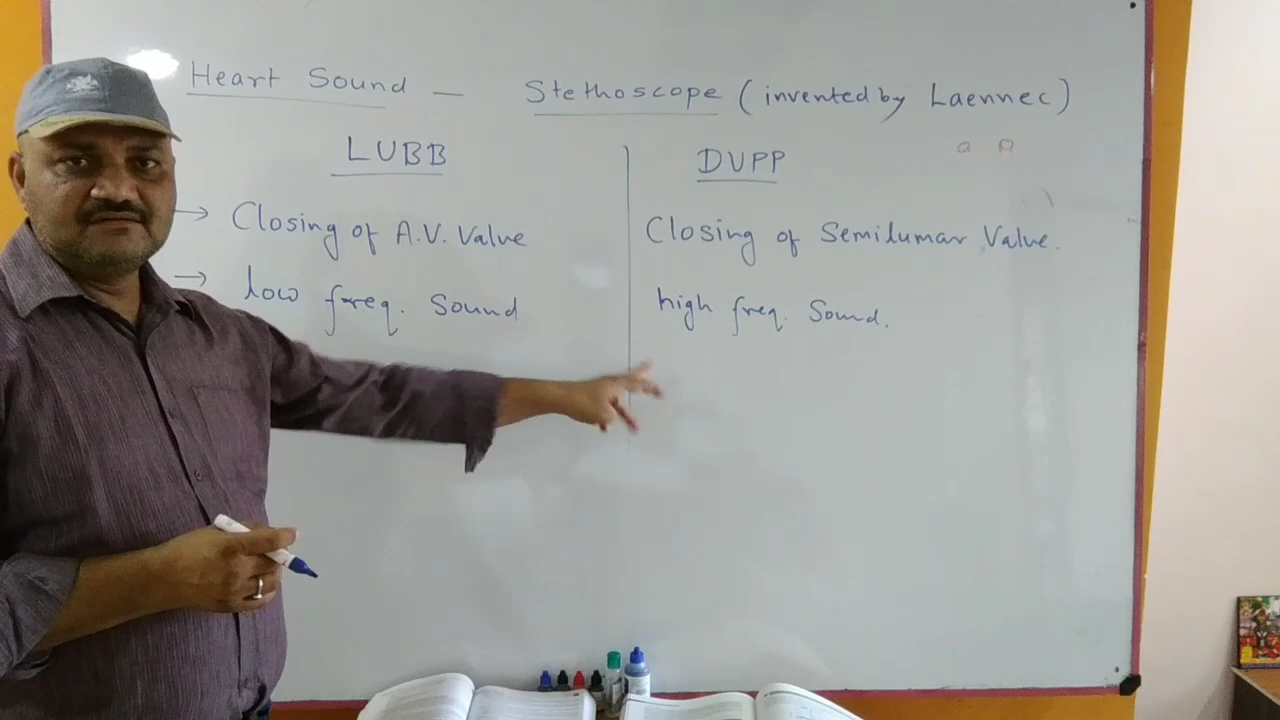 Heart Sound — Stethoscope (invented by Laennec)
LUBB
DUPP
→ Closing of A.V. Valve
Closing of Semilunar Valve.
→ low freq. Sound
high freq. Sound.